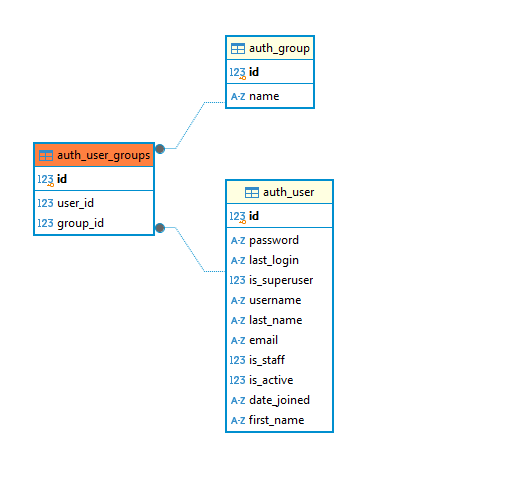 auth_group
123 id
A-Z name
auth_user_groups
123 id
123 user_id
123 group_id
auth_user
123 id
A-Z password
A-Z last_login
123 is_superuser
A-Z username
A-Z last_name
A-Z email
123 is_staff
123 is_active
A-Z date_joined
A-Z first_name